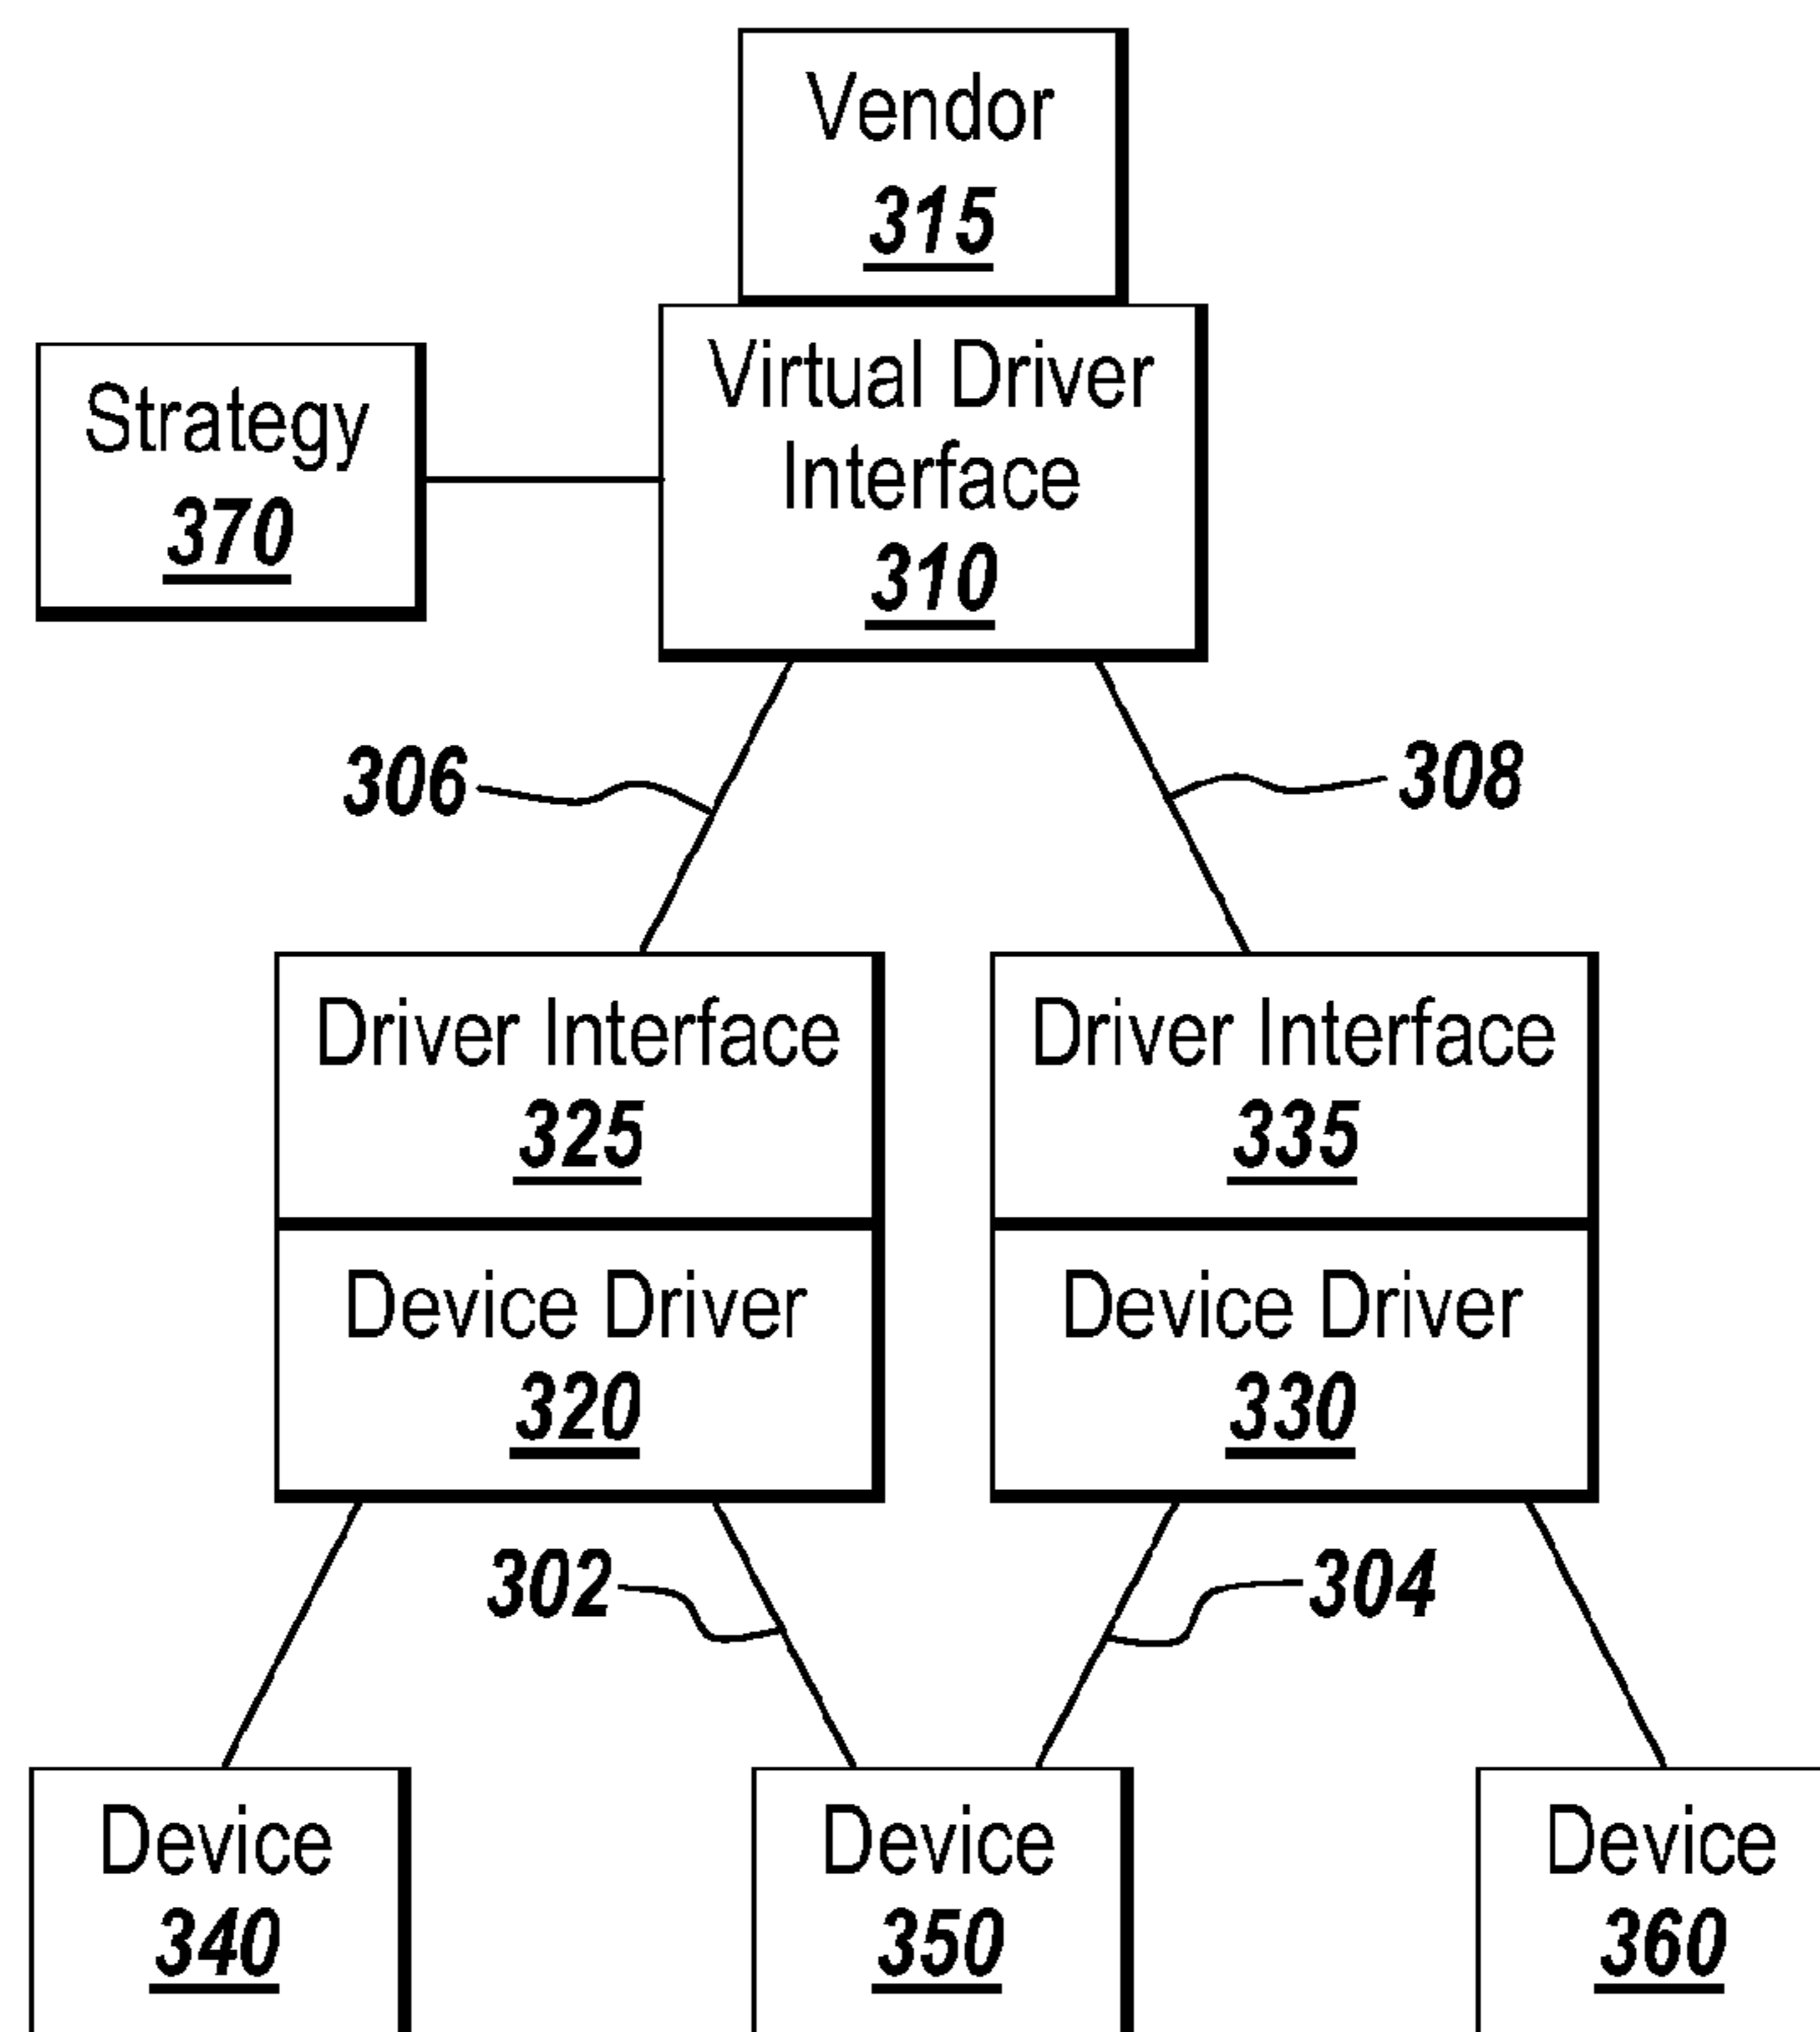 Vendor
315
Strategy
370
Virtual Driver
Interface
310
306
308
Driver Interface
325
Driver Interface
335
Device Driver
320
Device Driver
330
302
304
Device
340
Device
350
Device
360